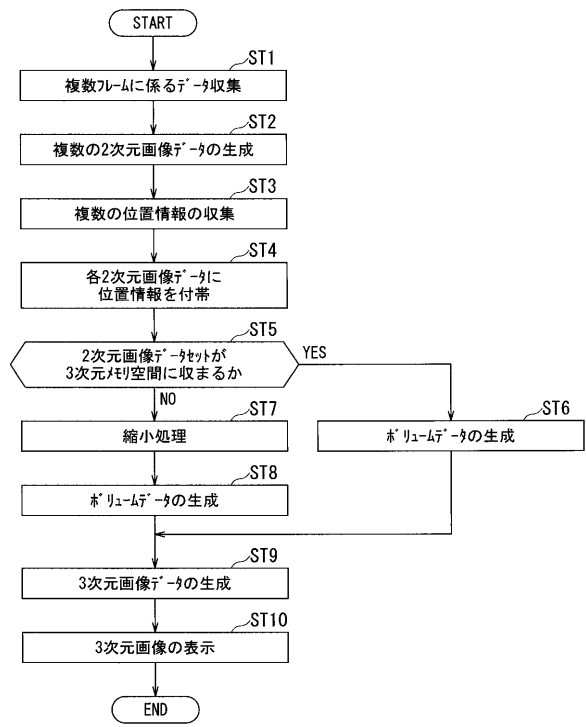 START
ST1
複数ﾌﾚｰﾑに係るﾃﾞｰﾀ収集
ST2
複数の2次元画像ﾃﾞｰﾀの生成
ST3
複数の位置情報の収集
ST4
各2次元画像ﾃﾞｰﾀに
位置情報を付帯
ST5
2次元画像ﾃﾞｰﾀｾｯﾄが
3次元ﾒﾓﾘ空間に収まるか
YES
NO
ST6
ﾎﾞﾘｭｰﾑﾃﾞｰﾀの生成
ST7
縮小処理
ST8
ﾎﾞﾘｭｰﾑﾃﾞｰﾀの生成
ST9
3次元画像ﾃﾞｰﾀの生成
ST10
3次元画像の表示
END